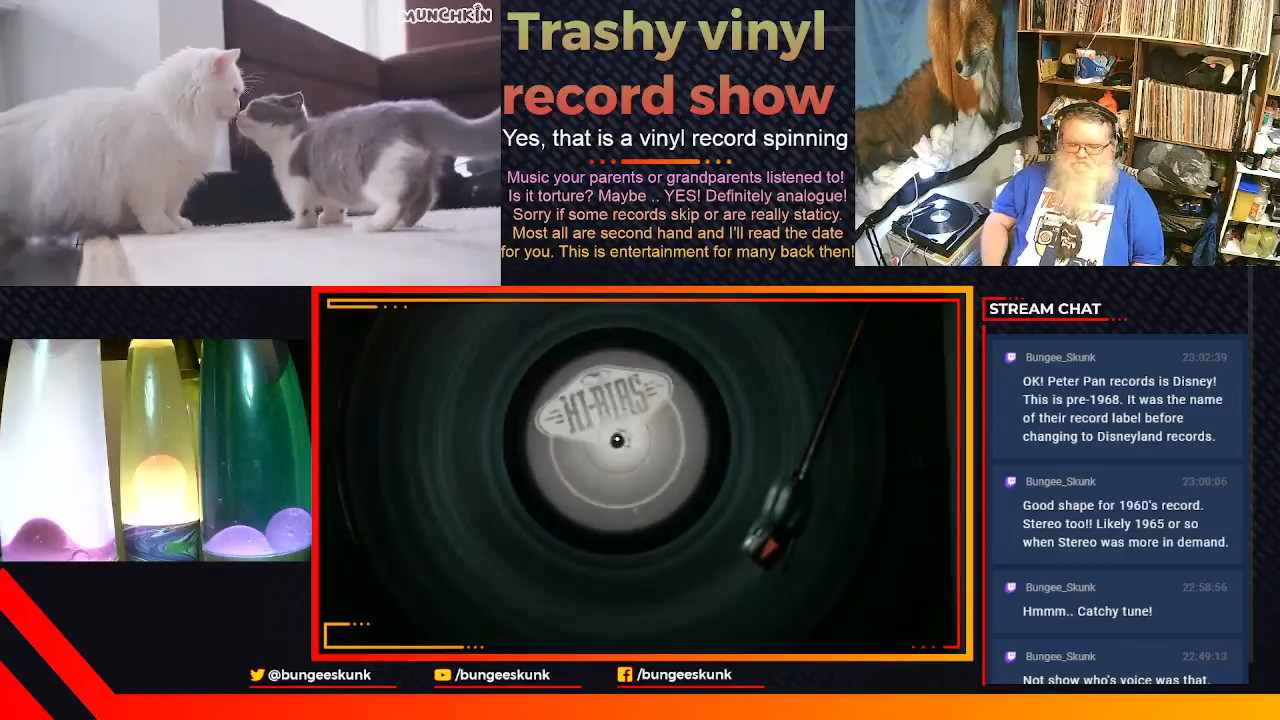 MUNCHKIN
Trashy vinyl
record show
Yes, that is a vinyl record spinning
Music your parents or grandparents listened to!
Is it torture? Maybe .. YES! Definitely analogue!
Sorry if some records skip or are really staticy.
Most all are second hand and I'll read the date
for you. This is entertainment for many back then!
TEEN WOLF
HI-RIAS
STREAM CHAT
Bungee_Skunk 23:02:39
OK! Peter Pan records is Disney!
This is pre-1968. It was the name
of their record label before
changing to Disneyland records.
Bungee_Skunk 23:00:06
Good shape for 1960's record.
Stereo too!! Likely 1965 or so
when Stereo was more in demand.
Bungee_Skunk 22:58:56
Hmmm.. Catchy tune!
Bungee_Skunk 22:49:13
Not show who's voice was that.
@bungeeskunk
/bungeeskunk
/bungeeskunk